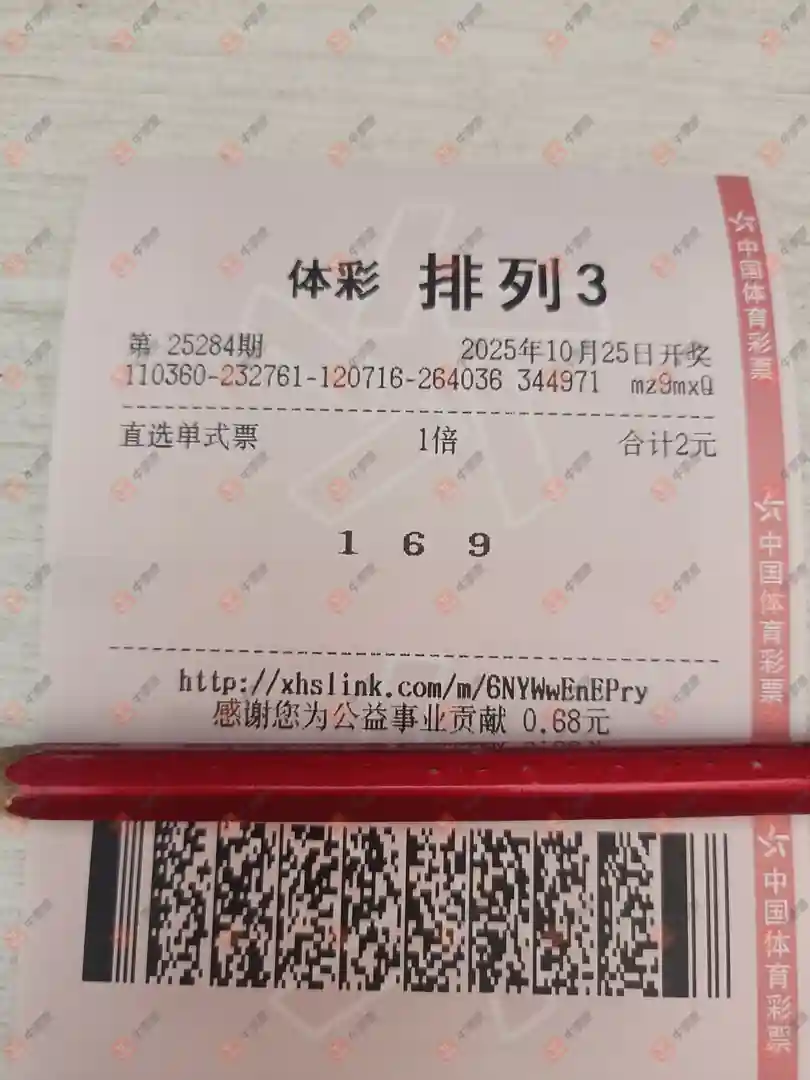 体彩 排列3
第 25284期 2025年10月25日开奖
110360-232761-120716-264036 344971 mz9mxQ
直选单式票 1倍 合计2元
1 6 9
http://xhslink.com/m/6NYWwEnEPry
感谢您为公益事业贡献 0.68元
中国体育彩票
中国体育彩票
中国体育彩票